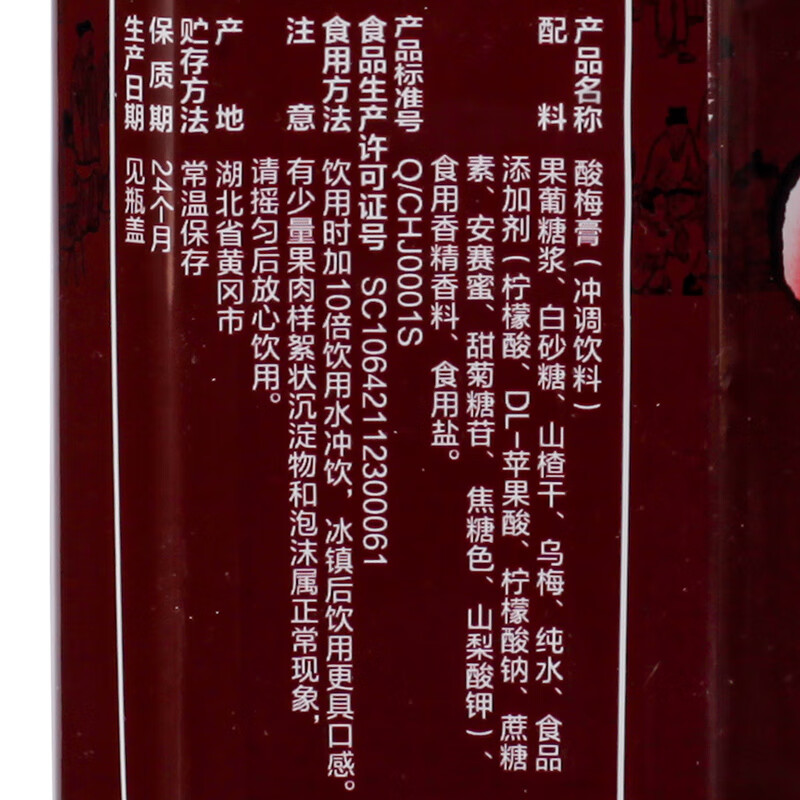 产品名称 酸梅膏（冲调饮料）
配料 果葡糖浆、白砂糖、山楂干、乌梅、纯水、食品
添加剂（柠檬酸、DL-苹果酸、柠檬酸钠、蔗糖
素、安赛蜜、甜菊糖苷、焦糖色、山梨酸钾）、
食用香精香料、食用盐。
产品标准号 Q/CHJ0001S
食品生产许可证号 SC10642112300061
食用方法 饮用时加10倍饮用水冲饮，冰镇后饮用更具口感。
注意 有少量果肉样絮状沉淀物和泡沫属正常现象，
请摇匀后放心饮用。
产地 湖北省黄冈市
贮存方法 常温保存
保质期 24个月
生产日期 见瓶盖